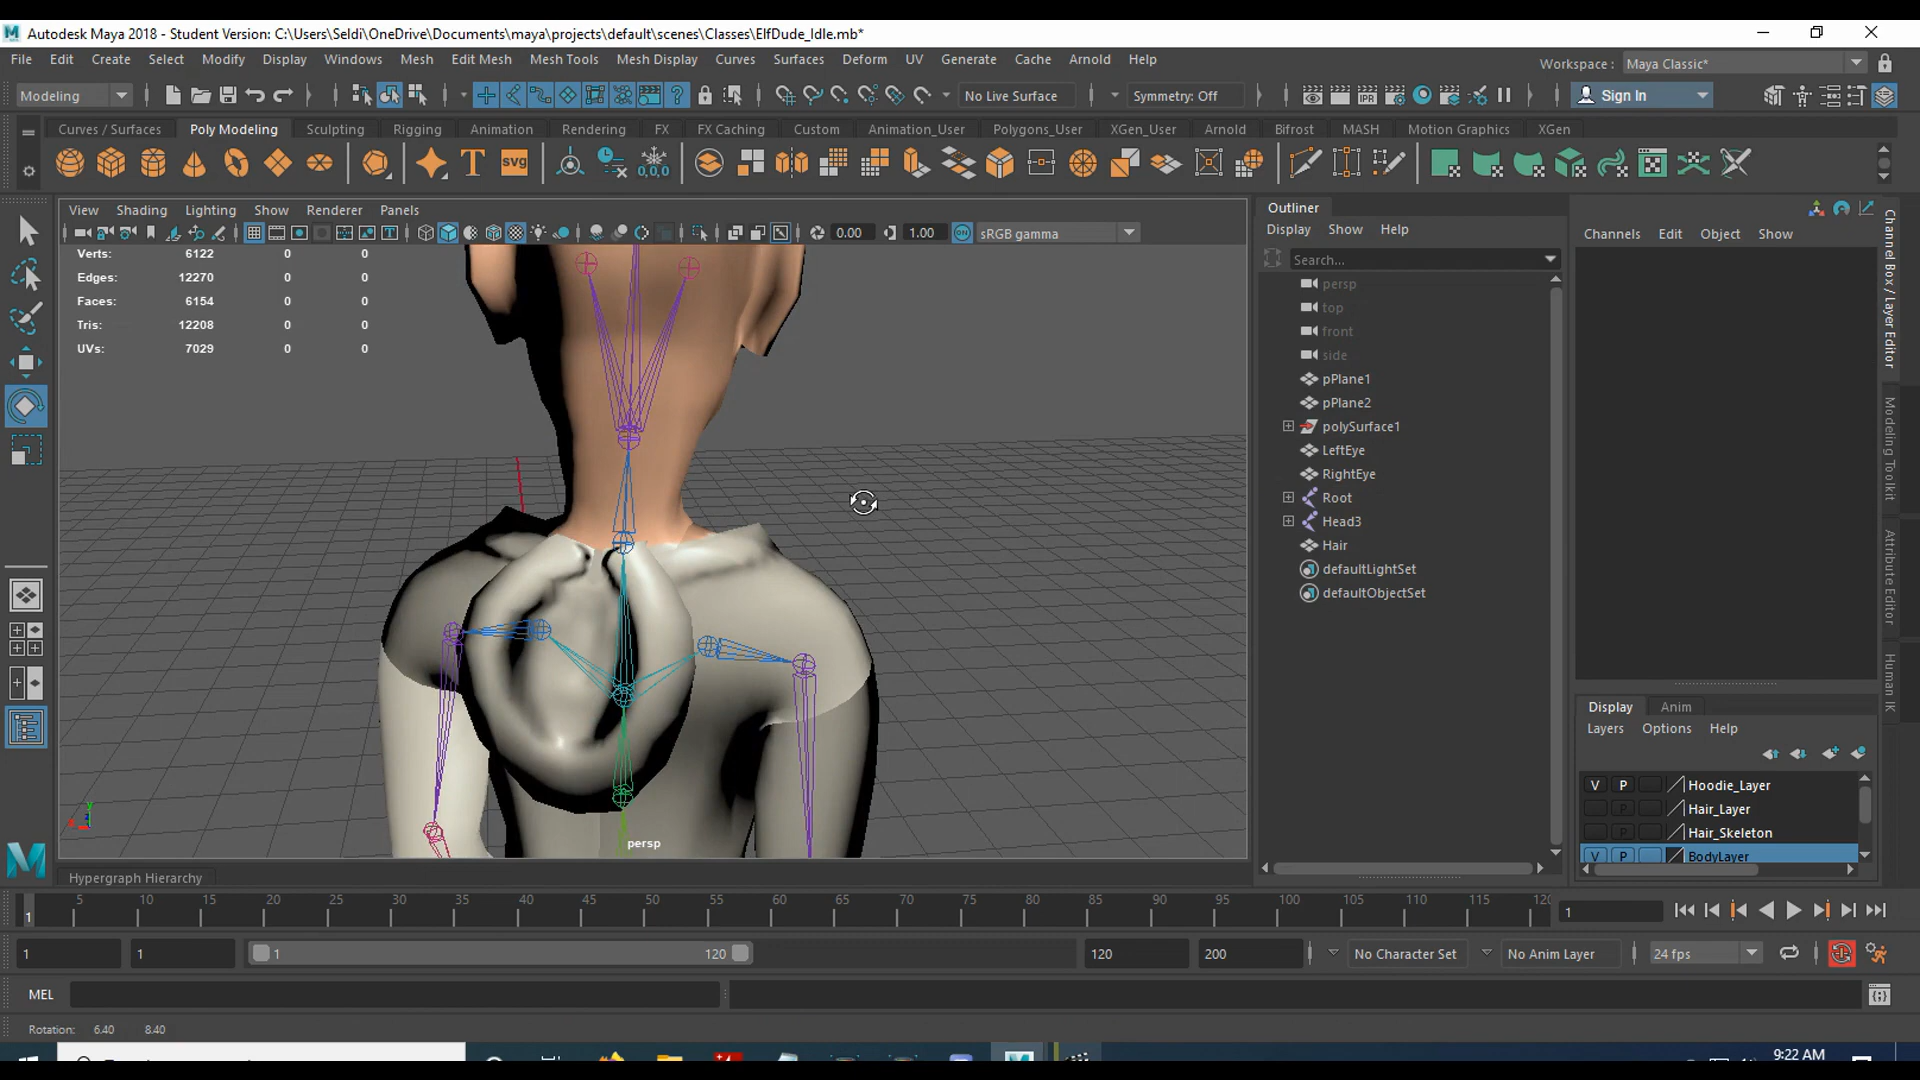 Autodesk Maya 2018 - Student Version: C:\Users\Seldi\OneDrive\Documents\maya\projects\default\scenes\Classes\ElfDude_Idle.mb*
File Edit Create Select Modify Display Windows Mesh Edit Mesh Mesh Tools Mesh Display Curves Surfaces Deform UV Generate Cache Arnold Help
Workspace : Maya Classic*
Modeling No Live Surface Symmetry: Off Sign In
Curves / Surfaces Poly Modeling Sculpting Rigging Animation Rendering FX FX Caching Custom Animation_User Polygons_User XGen_User Arnold Bifrost MASH Motion Graphics XGen
T SVG 0,0,0
View Shading Lighting Show Renderer Panels
0.00 1.00 ON sRGB gamma
Verts: 6122 0 0
Edges: 12270 0 0
Faces: 6154 0 0
Tris: 12208 0 0
UVs: 7029 0 0
persp
y
Outliner
Display Show Help
Search...
persp
top
front
side
pPlane1
pPlane2
polySurface1
LeftEye
RightEye
Root
Head3
Hair
defaultLightSet
defaultObjectSet
Channels Edit Object Show
Channel Box / Layer Editor
Modeling Toolkit
Attribute Editor
Human IK
Display Anim
Layers Options Help
V P Hoodie_Layer
P Hair_Layer
P Hair_Skeleton
V P BodyLayer
Hypergraph Hierarchy
1 5 10 15 20 25 30 35 40 45 50 55 60 65 70 75 80 85 90 95 100 105 110 115 120 1
1 1 1 120 120 200 No Character Set No Anim Layer 24 fps
MEL
Rotation: 6.40 8.40
9:22 AM